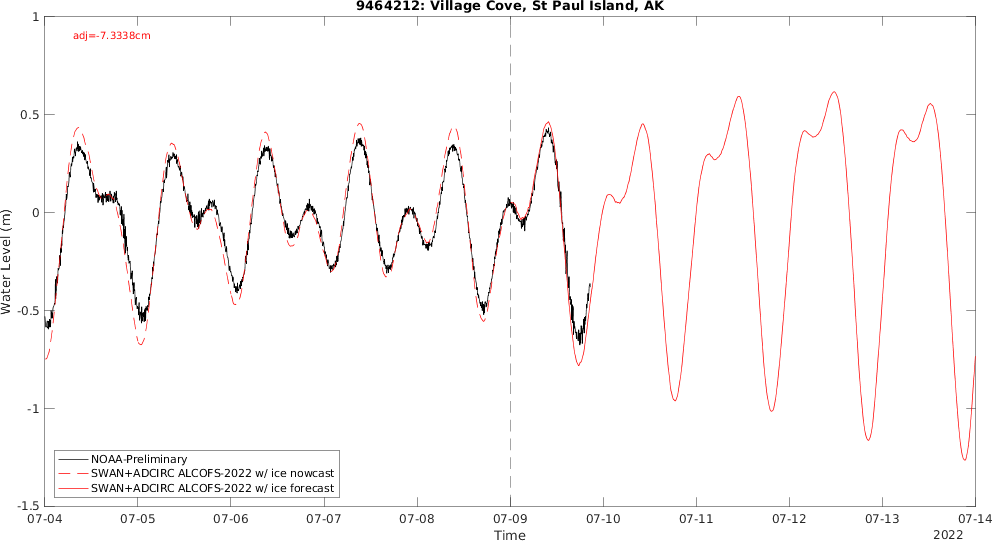 9464212: Village Cove, St Paul Island, AK
adj=-7.3338cm
1
0.5
0
-0.5
-1
-1.5
Water Level (m)
NOAA-Preliminary
SWAN+ADCIRC ALCOFS-2022 w/ ice nowcast
SWAN+ADCIRC ALCOFS-2022 w/ ice forecast
07-04 07-05 07-06 07-07 07-08 07-09 07-10 07-11 07-12 07-13 07-14
Time
2022